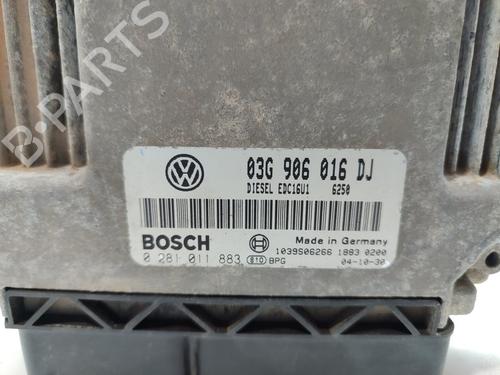 B-PARTS
03G 906 016 DJ
DIESEL EDC16U1 6250
BOSCH
Made in Germany
1039S06266 1883 0200
0 281 011 883 BPG 04-10-30